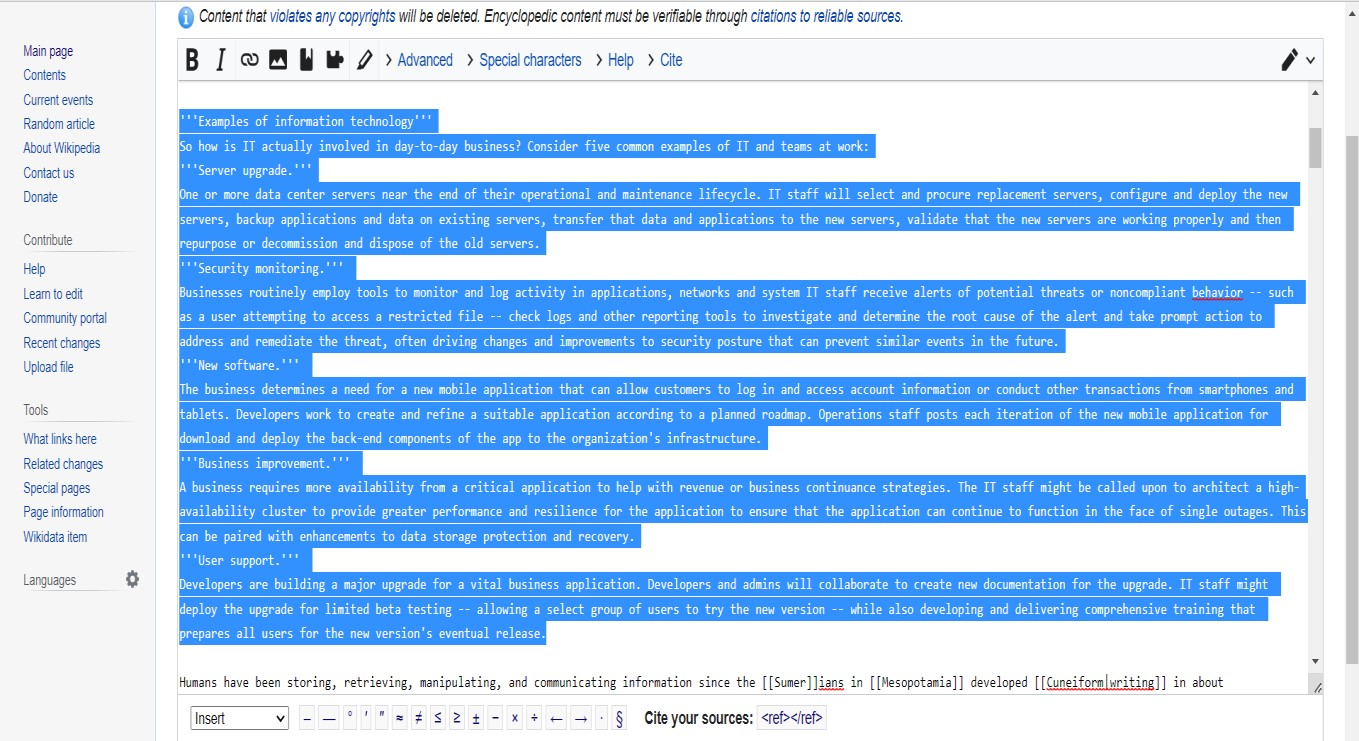 Content that violates any copyrights will be deleted. Encyclopedic content must be verifiable through citations to reliable sources.
Main page
Contents
Current events
Random article
About Wikipedia
Contact us
Donate
Contribute
Help
Learn to edit
Community portal
Recent changes
Upload file
Tools
What links here
Related changes
Special pages
Page information
Wikidata item
Languages
B I Advanced Special characters Help Cite
'''Examples of information technology'''
So how is IT actually involved in day-to-day business? Consider five common examples of IT and teams at work:
'''Server upgrade.'''
One or more data center servers near the end of their operational and maintenance lifecycle. IT staff will select and procure replacement servers, configure and deploy the new
servers, backup applications and data on existing servers, transfer that data and applications to the new servers, validate that the new servers are working properly and then
repurpose or decommission and dispose of the old servers.
'''Security monitoring.'''
Businesses routinely employ tools to monitor and log activity in applications, networks and system IT staff receive alerts of potential threats or noncompliant behavior -- such
as a user attempting to access a restricted file -- check logs and other reporting tools to investigate and determine the root cause of the alert and take prompt action to
address and remediate the threat, often driving changes and improvements to security posture that can prevent similar events in the future.
'''New software.'''
The business determines a need for a new mobile application that can allow customers to log in and access account information or conduct other transactions from smartphones and
tablets. Developers work to create and refine a suitable application according to a planned roadmap. Operations staff posts each iteration of the new mobile application for
download and deploy the back-end components of the app to the organization's infrastructure.
'''Business improvement.'''
A business requires more availability from a critical application to help with revenue or business continuance strategies. The IT staff might be called upon to architect a high-
availability cluster to provide greater performance and resilience for the application to ensure that the application can continue to function in the face of single outages. This
can be paired with enhancements to data storage protection and recovery.
'''User support.'''
Developers are building a major upgrade for a vital business application. Developers and admins will collaborate to create new documentation for the upgrade. IT staff might
deploy the upgrade for limited beta testing -- allowing a select group of users to try the new version -- while also developing and delivering comprehensive training that
prepares all users for the new version's eventual release.
Humans have been storing, retrieving, manipulating, and communicating information since the [[Sumer]]ians in [[Mesopotamia]] developed [[Cuneiform|writing]] in about
Insert – — ° ′ ″ ≈ ≠ ≤ ≥ ± − × ÷ ← → · § Cite your sources: <ref></ref>